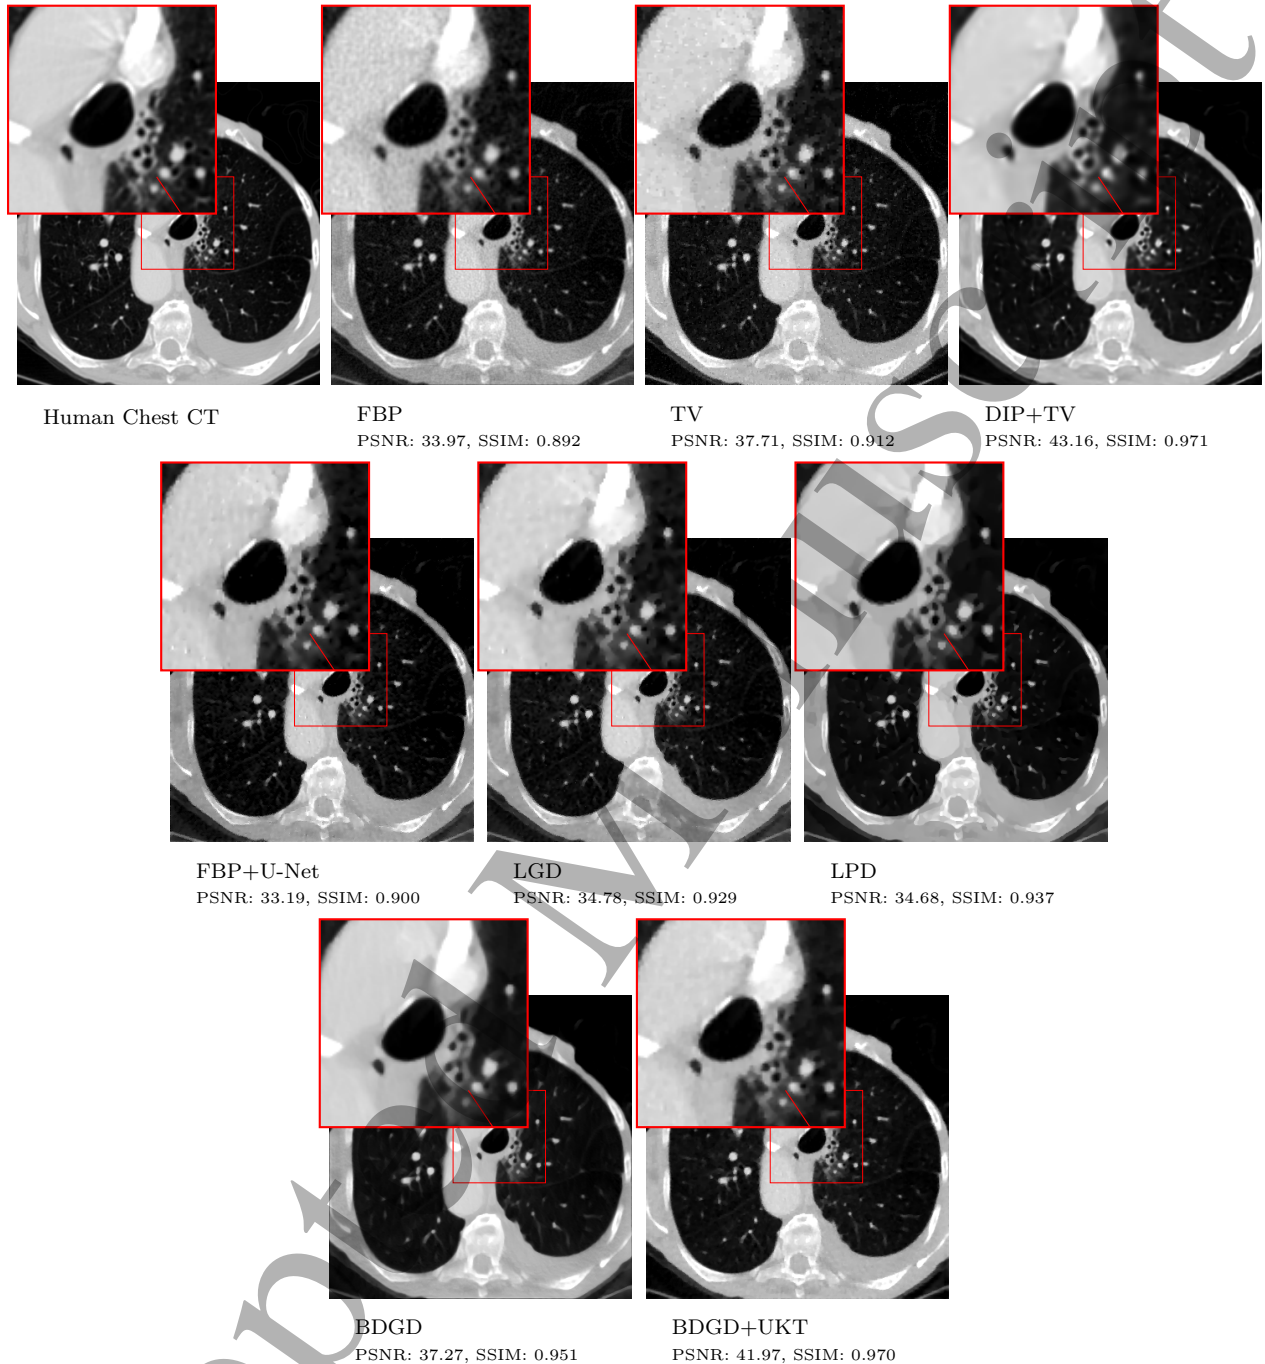 Human Chest CT
FBP
PSNR: 33.97, SSIM: 0.892
TV
PSNR: 37.71, SSIM: 0.912
DIP+TV
PSNR: 43.16, SSIM: 0.971
FBP+U-Net
PSNR: 33.19, SSIM: 0.900
LGD
PSNR: 34.78, SSIM: 0.929
LPD
PSNR: 34.68, SSIM: 0.937
BDGD
PSNR: 37.27, SSIM: 0.951
BDGD+UKT
PSNR: 41.97, SSIM: 0.970